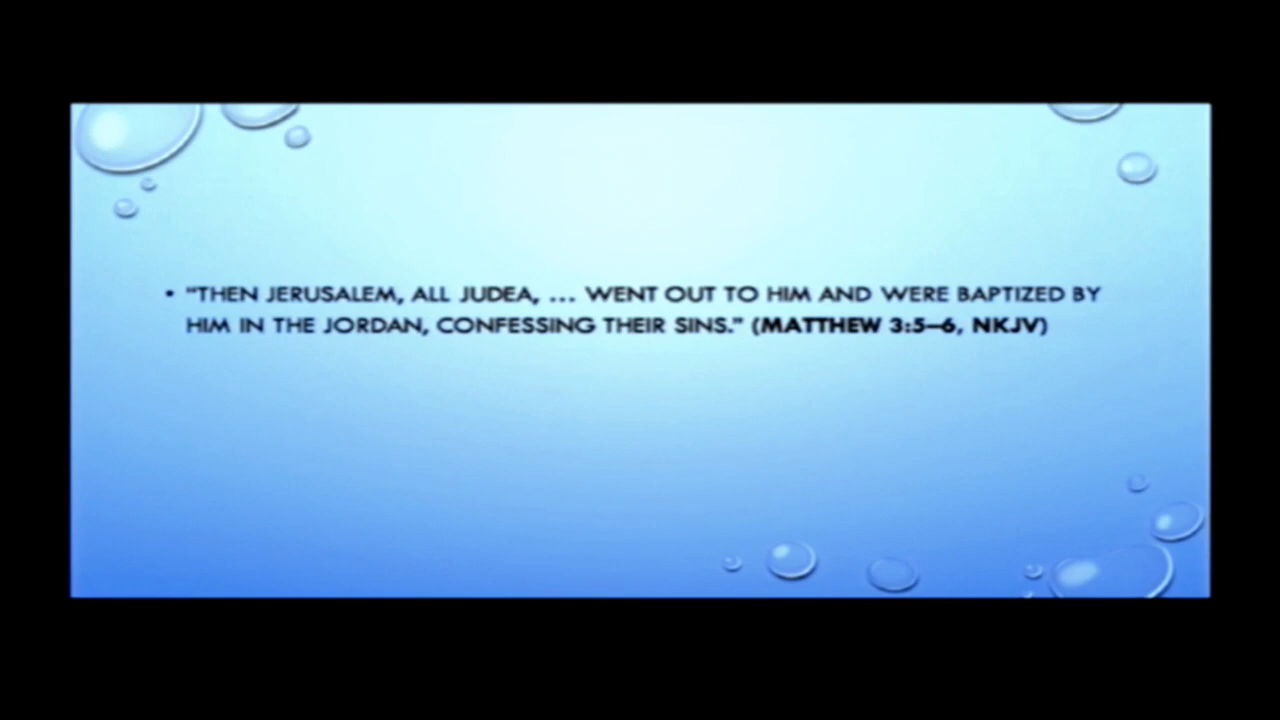 • "THEN JERUSALEM, ALL JUDEA, … WENT OUT TO HIM AND WERE BAPTIZED BY
HIM IN THE JORDAN, CONFESSING THEIR SINS." (MATTHEW 3:5–6, NKJV)